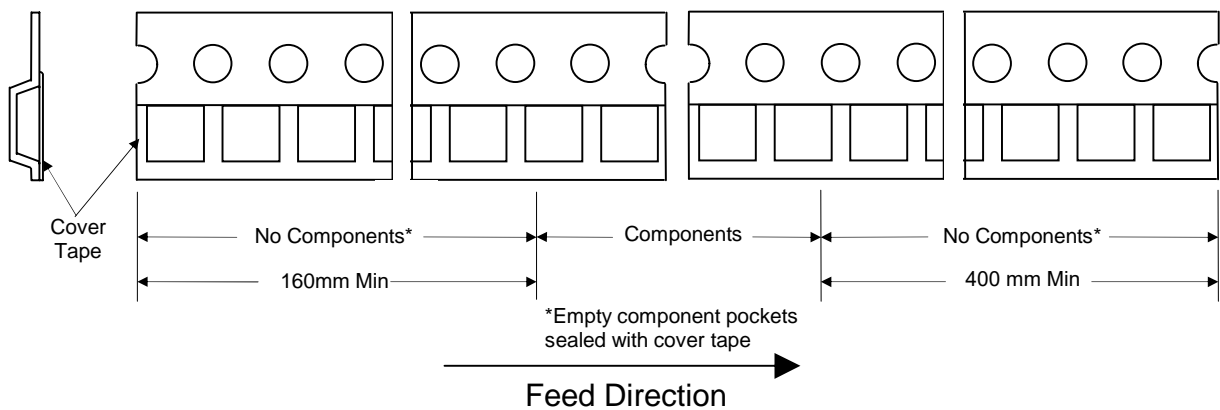 Cover
Tape
No Components*
Components
No Components*
160mm Min
400 mm Min
*Empty component pockets
sealed with cover tape
Feed Direction